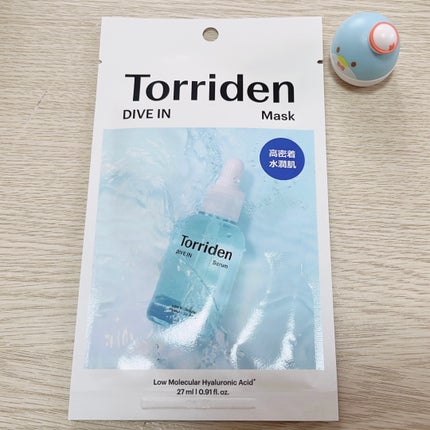 Torriden
DIVE IN Mask
高密着
水潤肌
Torriden
DIVE IN
Serum
Low Molecular Hyaluronic Acid*
27 ml | 0.91 fl. oz.